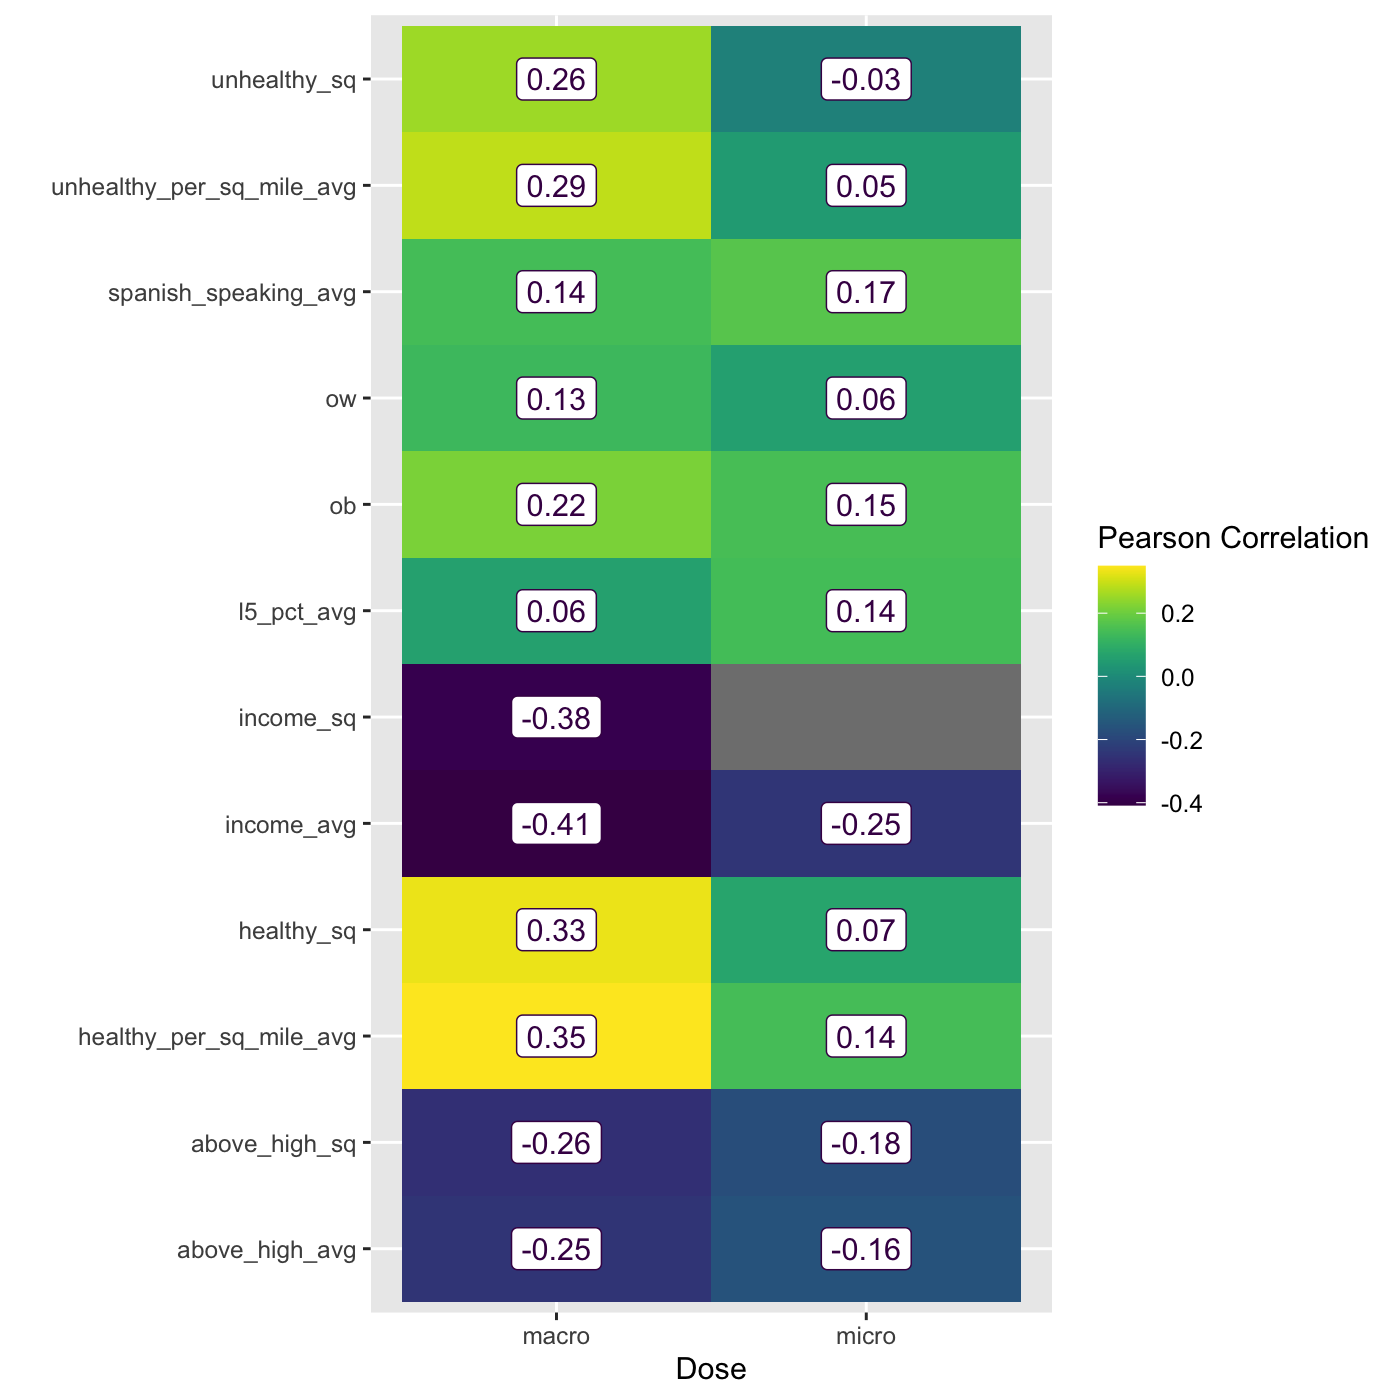 unhealthy_sq 0.26 -0.03
unhealthy_per_sq_mile_avg 0.29 0.05
spanish_speaking_avg 0.14 0.17
ow 0.13 0.06
ob 0.22 0.15
l5_pct_avg 0.06 0.14
income_sq -0.38
income_avg -0.41 -0.25
healthy_sq 0.33 0.07
healthy_per_sq_mile_avg 0.35 0.14
above_high_sq -0.26 -0.18
above_high_avg -0.25 -0.16
macro micro
Dose
Pearson Correlation
0.2
0.0
-0.2
-0.4